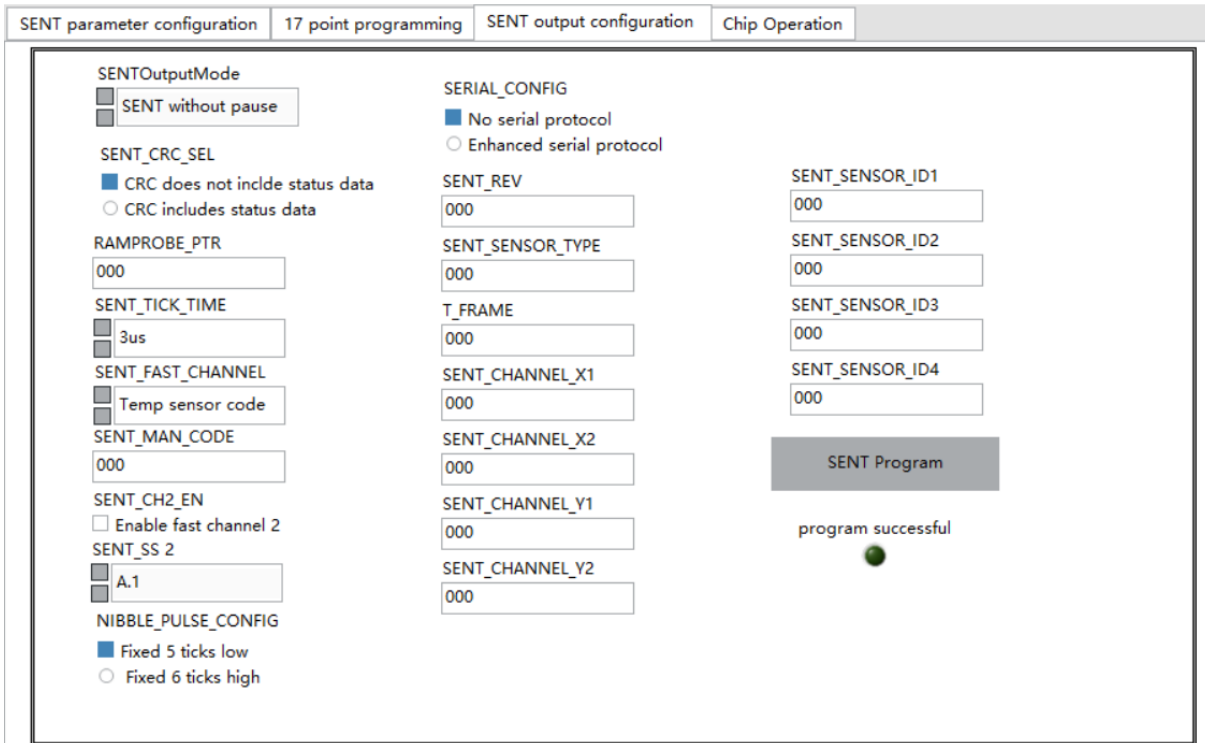 SENT parameter configuration
17 point programming
SENT output configuration
Chip Operation
SENTOutputMode
SENT without pause
SENT_CRC_SEL
CRC does not inclde status data
CRC includes status data
RAMPROBE_PTR
000
SENT_TICK_TIME
3us
SENT_FAST_CHANNEL
Temp sensor code
SENT_MAN_CODE
000
SENT_CH2_EN
Enable fast channel 2
SENT_SS 2
A.1
NIBBLE_PULSE_CONFIG
Fixed 5 ticks low
Fixed 6 ticks high
SERIAL_CONFIG
No serial protocol
Enhanced serial protocol
SENT_REV
000
SENT_SENSOR_TYPE
000
T_FRAME
000
SENT_CHANNEL_X1
000
SENT_CHANNEL_X2
000
SENT_CHANNEL_Y1
000
SENT_CHANNEL_Y2
000
SENT_SENSOR_ID1
000
SENT_SENSOR_ID2
000
SENT_SENSOR_ID3
000
SENT_SENSOR_ID4
000
SENT Program
program successful